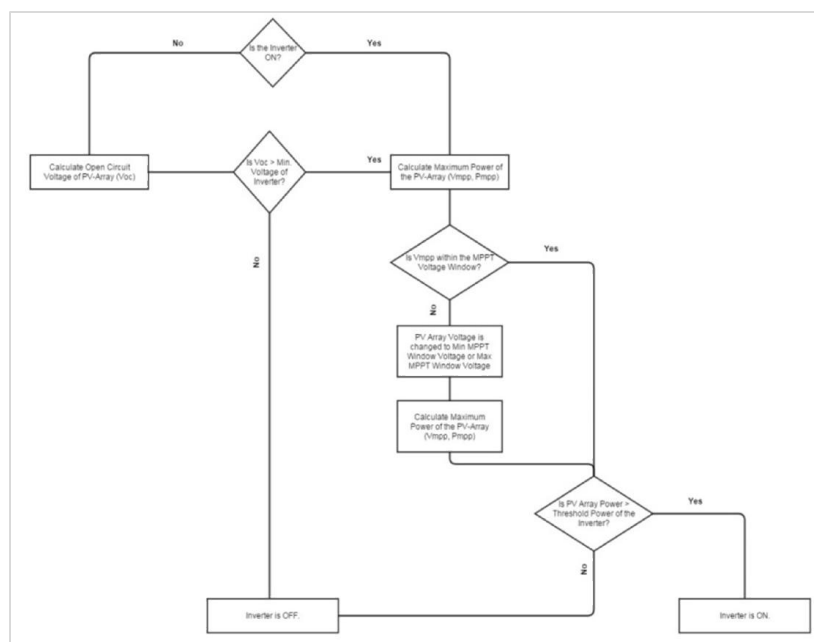 No
Is the Inverter
ON?
Yes
Calculate Open Circuit
Voltage of PV-Array (Voc)
Is Voc > Min.
Voltage of
Inverter?
Yes
Calculate Maximum Power of
the PV-Array (Vmpp, Pmpp)
No
Is Vmpp within the MPPT
Voltage Window?
Yes
No
PV Array Voltage is
changed to Min MPPT
Window Voltage or Max
MPPT Window Voltage
Calculate Maximum
Power of the PV-Array
(Vmpp, Pmpp)
Is PV Array Power >
Threshold Power of the
Inverter?
Yes
No
Inverter is OFF.
Inverter is ON.